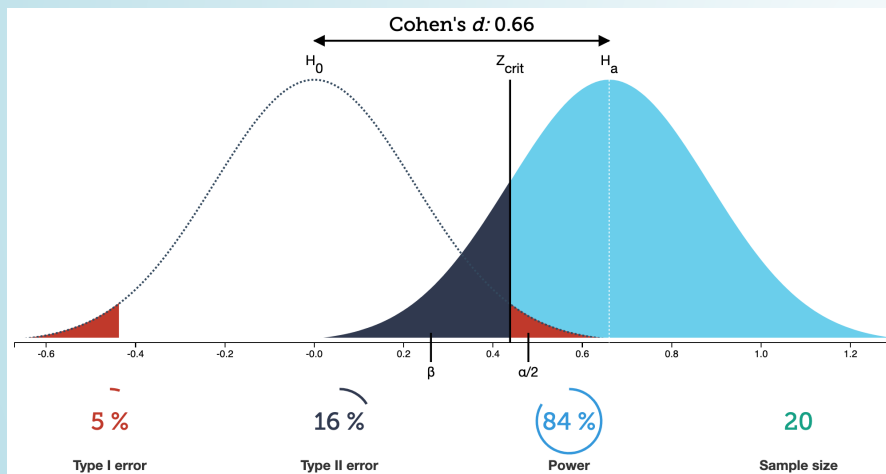 Cohen's d: 0.66
H0 Zcrit Ha
-0.6 -0.4 -0.2 -0.0 0.2 0.4 0.6 0.8 1.0 1.2
β α/2
5 % 16 % 84 % 20
Type I error Type II error Power Sample size